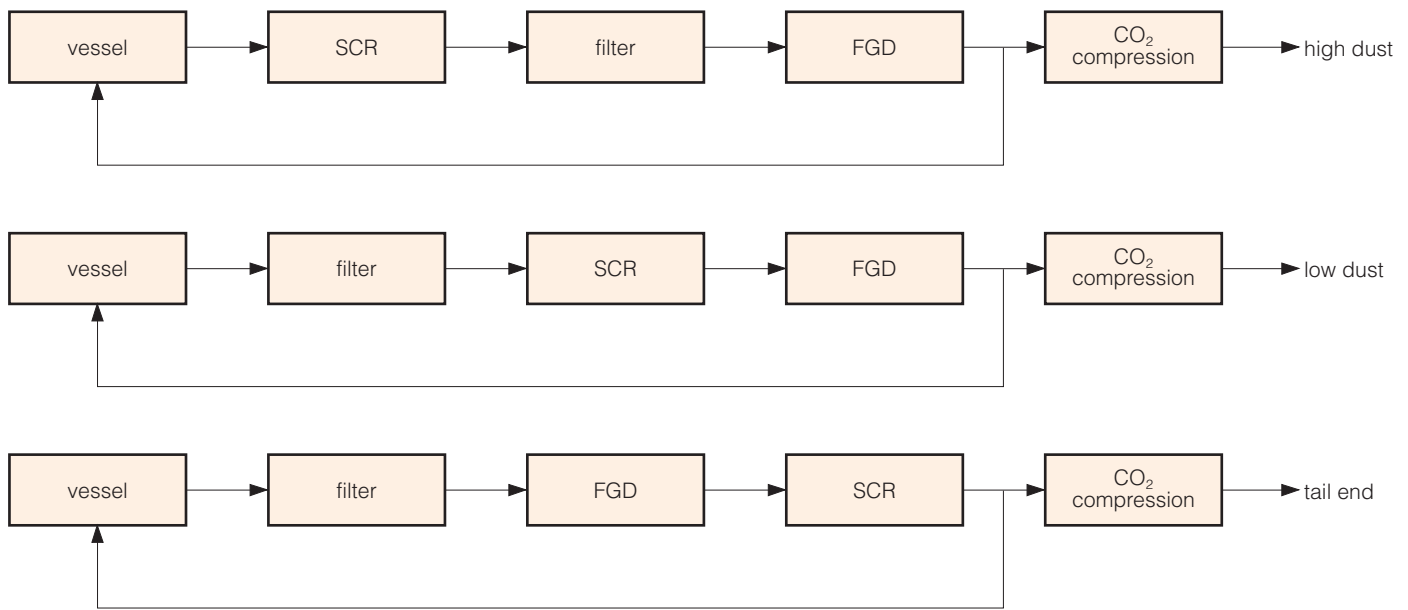 vessel
SCR
filter
FGD
CO₂
compression
high dust
vessel
filter
SCR
FGD
CO₂
compression
low dust
vessel
filter
FGD
SCR
CO₂
compression
tail end